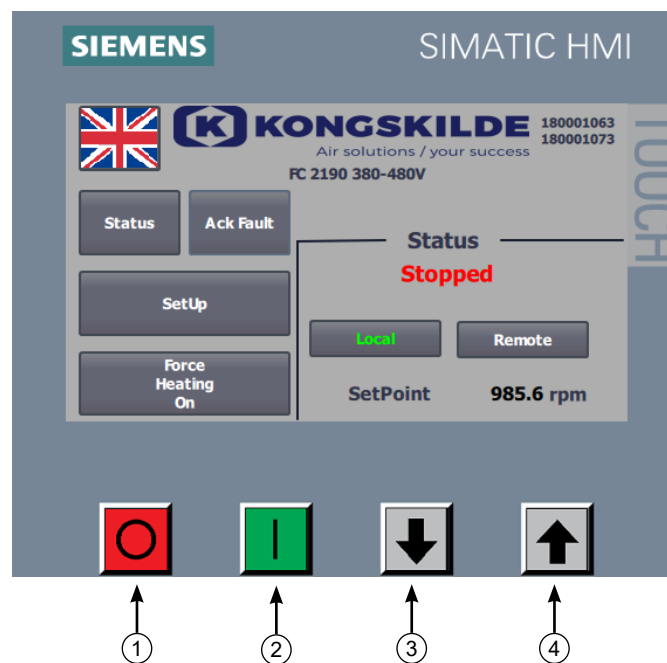 SIEMENS
SIMATIC HMI
TOUCH
K KONGSKILDE
Air solutions / your success
180001063
180001073
FC 2190 380-480V
Status
Ack Fault
SetUp
Force
Heating
On
Status
Stopped
Local
Remote
SetPoint 985.6 rpm
1 2 3 4